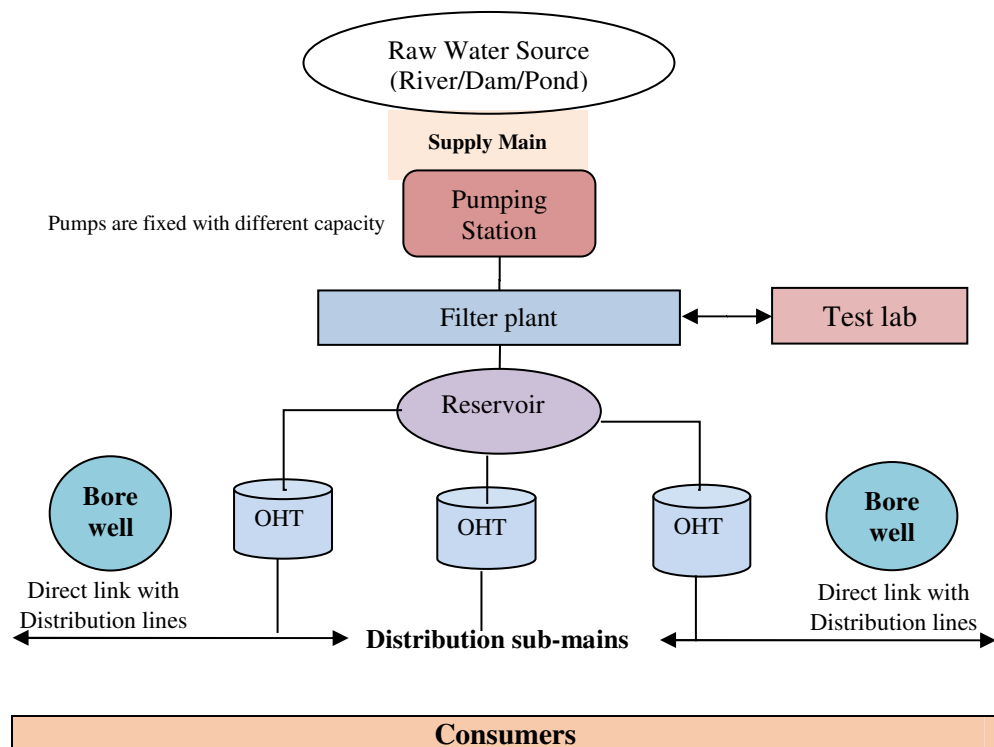 Raw Water Source
(River/Dam/Pond)
Supply Main
Pumping
Station
Pumps are fixed with different capacity
Filter plant
Test lab
Reservoir
Bore
well
OHT
OHT
OHT
Bore
well
Direct link with
Distribution lines
Direct link with
Distribution lines
Distribution sub-mains
Consumers